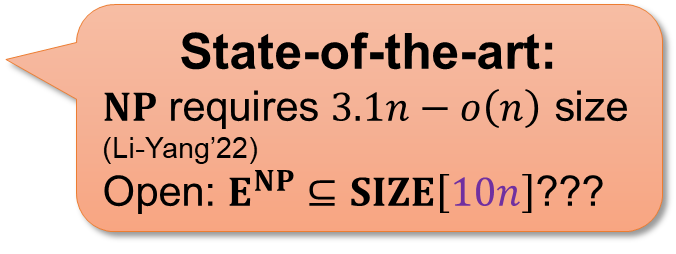 State-of-the-art:
NP requires 3.1𝑛 − 𝑜(𝑛) size
(Li-Yang'22)
Open: E^NP ⊆ SIZE[10𝑛]???